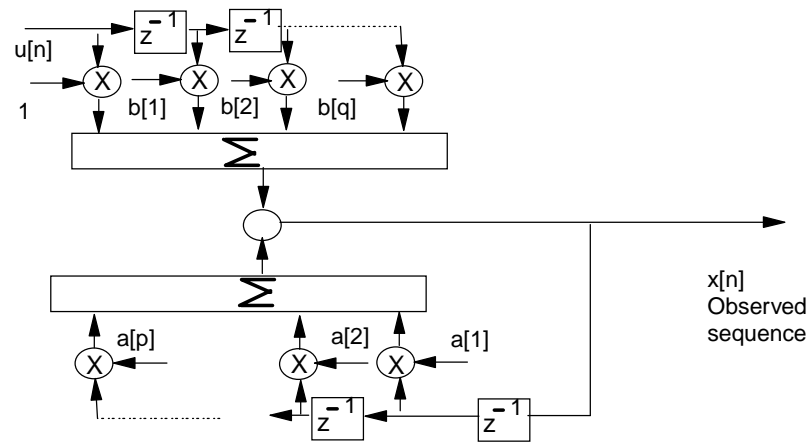 z⁻¹ z⁻¹
u[n]
X X X X
1 b[1] b[2] b[q]
Σ
Σ
x[n]
Observed
sequence
a[p] a[2] a[1]
X X X
z⁻¹ z⁻¹